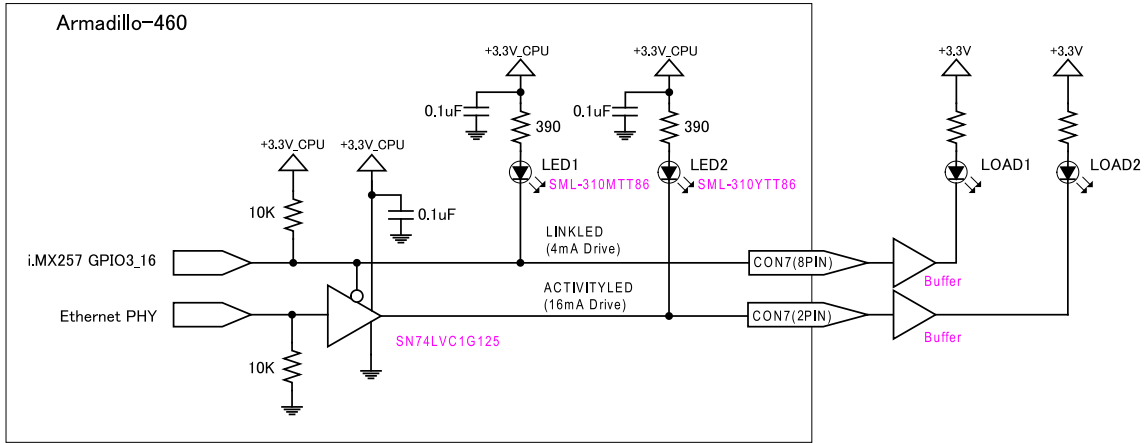 Armadillo-460
+3.3V_CPU
+3.3V_CPU
+3.3V
+3.3V
0.1uF
390
0.1uF
390
LED1
SML-310MTT86
LED2
SML-310YTT86
LOAD1
LOAD2
+3.3V_CPU
+3.3V_CPU
10K
0.1uF
LINKLED
(4mA Drive)
i.MX257 GPIO3_16
CON7(8PIN)
Buffer
ACTIVITYLED
(16mA Drive)
Ethernet PHY
CON7(2PIN)
Buffer
SN74LVC1G125
10K